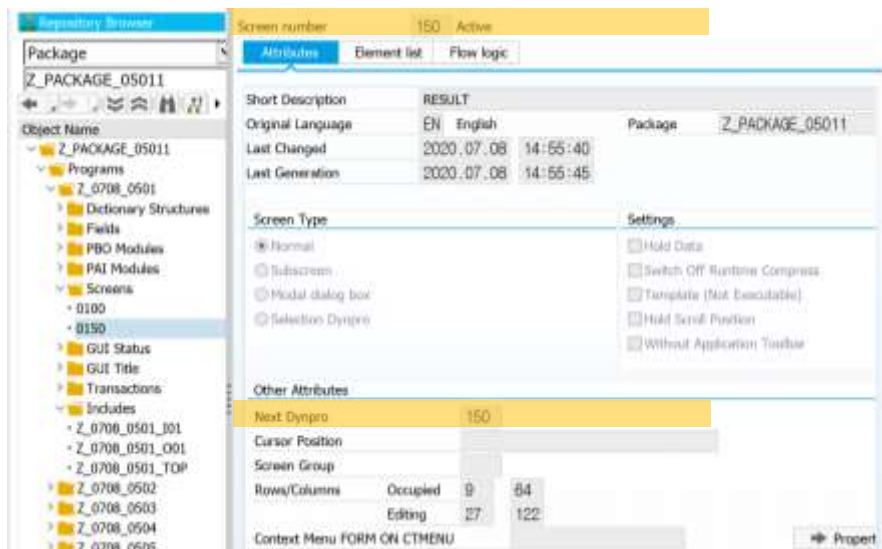 Repository Browser
Package
Z_PACKAGE_05011
Object Name
Z_PACKAGE_05011
Programs
Z_0708_0501
Dictionary Structures
Fields
PBO Modules
PAI Modules
Screens
0100
0150
GUI Status
GUI Title
Transactions
Includes
Z_0708_0501_I01
Z_0708_0501_O01
Z_0708_0501_TOP
Z_0708_0502
Z_0708_0503
Z_0708_0504
Z_0708_0505
Screen number 150 Active
Attributes Element list Flow logic
Short Description RESULT
Original Language EN English Package Z_PACKAGE_05011
Last Changed 2020.07.08 14:55:40
Last Generation 2020.07.08 14:55:45
Screen Type Settings
Normal Hold Data
Subscreen Switch Off Runtime Compress
Modal dialog box Template (Not Executable)
Selection Dynpro Hold Scroll Position
Without Application Toolbar
Other Attributes
Next Dynpro 150
Cursor Position
Screen Group
Rows/Columns Occupied 9 64
Editing 27 122
Context Menu FORM ON CTMENU Propert